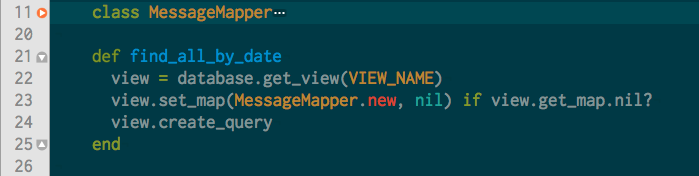 11 class MessageMapper…
20
21 def find_all_by_date
22 view = database.get_view(VIEW_NAME)
23 view.set_map(MessageMapper.new, nil) if view.get_map.nil?
24 view.create_query
25 end
26